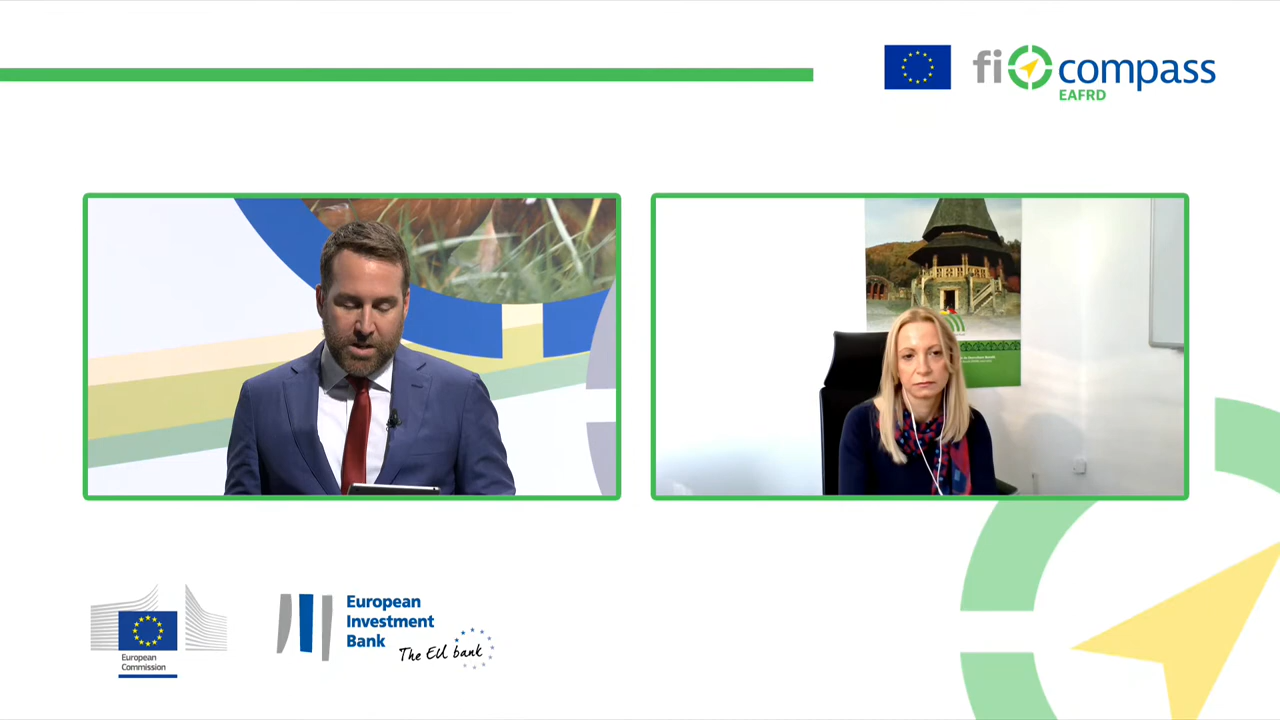 fi compass
EAFRD
European
Commission
European
Investment
Bank
The EU bank